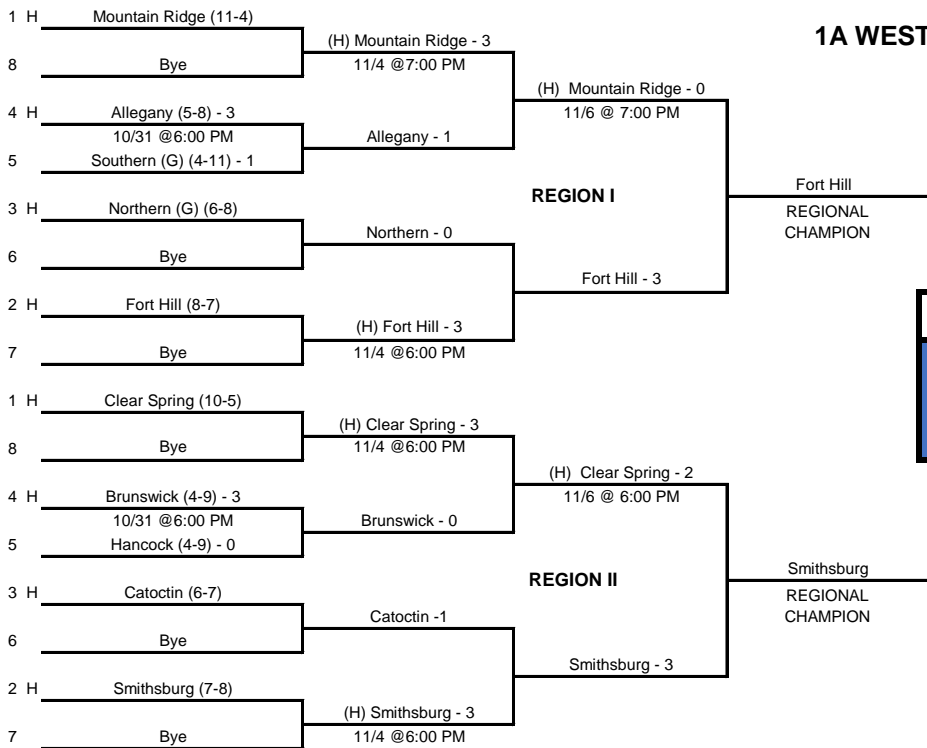 1A WEST
1 H Mountain Ridge (11-4)
8 Bye
(H) Mountain Ridge - 3
11/4 @7:00 PM
4 H Allegany (5-8) - 3
10/31 @6:00 PM
5 Southern (G) (4-11) - 1
Allegany - 1
(H) Mountain Ridge - 0
11/6 @ 7:00 PM
REGION I
3 H Northern (G) (6-8)
6 Bye
Northern - 0
2 H Fort Hill (8-7)
7 Bye
(H) Fort Hill - 3
11/4 @6:00 PM
Fort Hill - 3
Fort Hill
REGIONAL
CHAMPION
1 H Clear Spring (10-5)
8 Bye
(H) Clear Spring - 3
11/4 @6:00 PM
4 H Brunswick (4-9) - 3
10/31 @6:00 PM
5 Hancock (4-9) - 0
Brunswick - 0
(H) Clear Spring - 2
11/6 @ 6:00 PM
REGION II
3 H Catoctin (6-7)
6 Bye
Catoctin -1
2 H Smithsburg (7-8)
7 Bye
(H) Smithsburg - 3
11/4 @6:00 PM
Smithsburg - 3
Smithsburg
REGIONAL
CHAMPION